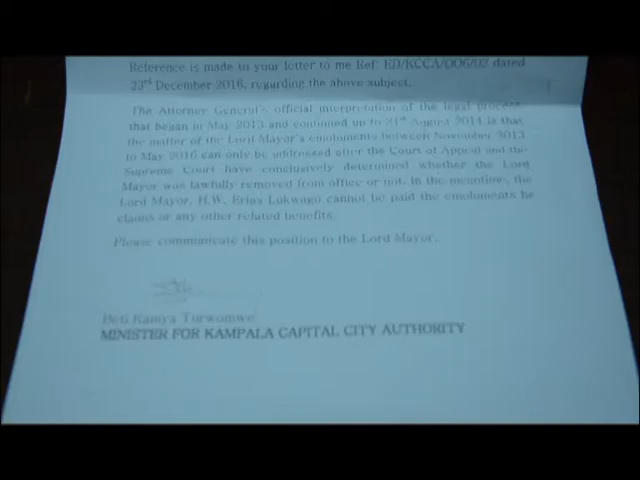 Reference is made to your letter to me Ref: ED/KCCA/OO6/02 dated
23rd December 2016, regarding the above subject.
The Attorney General's official interpretation of the legal process
that began in May 2013 and continued up to 21st August 2014 is that
the matter of the Lord Mayor's emoluments between November 2013
to May 2016 can only be addressed after the Court of Appeal and the
Supreme Court have conclusively determined whether the Lord
Mayor was lawfully removed from office or not. In the meantime, the
Lord Mayor, H.W. Erias Lukwago cannot be paid the emoluments he
claims or any other related benefits.
Please communicate this position to the Lord Mayor.
Beti Kamya Turwomwe
MINISTER FOR KAMPALA CAPITAL CITY AUTHORITY